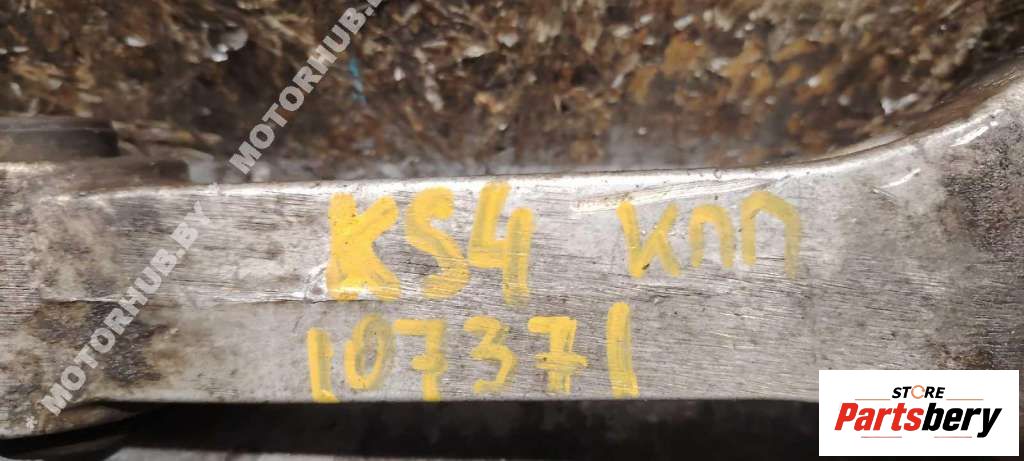 MOTORHUB.BY
MOTORHUB.BY
KS4 кпп
107371
STORE
Partsbery